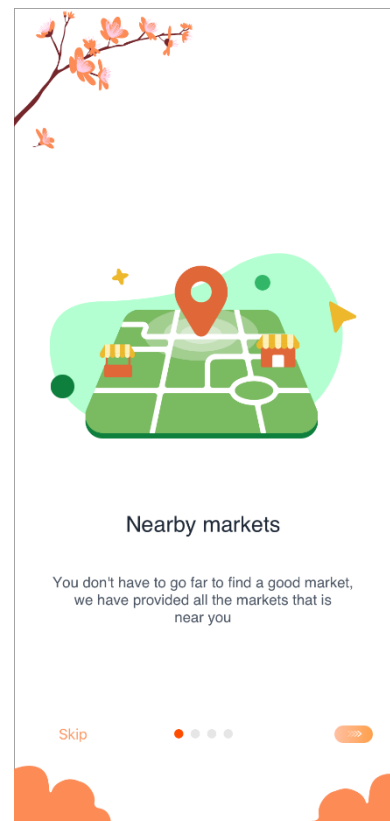 Nearby markets
You don't have to go far to find a good market,
we have provided all the markets that is
near you
Skip